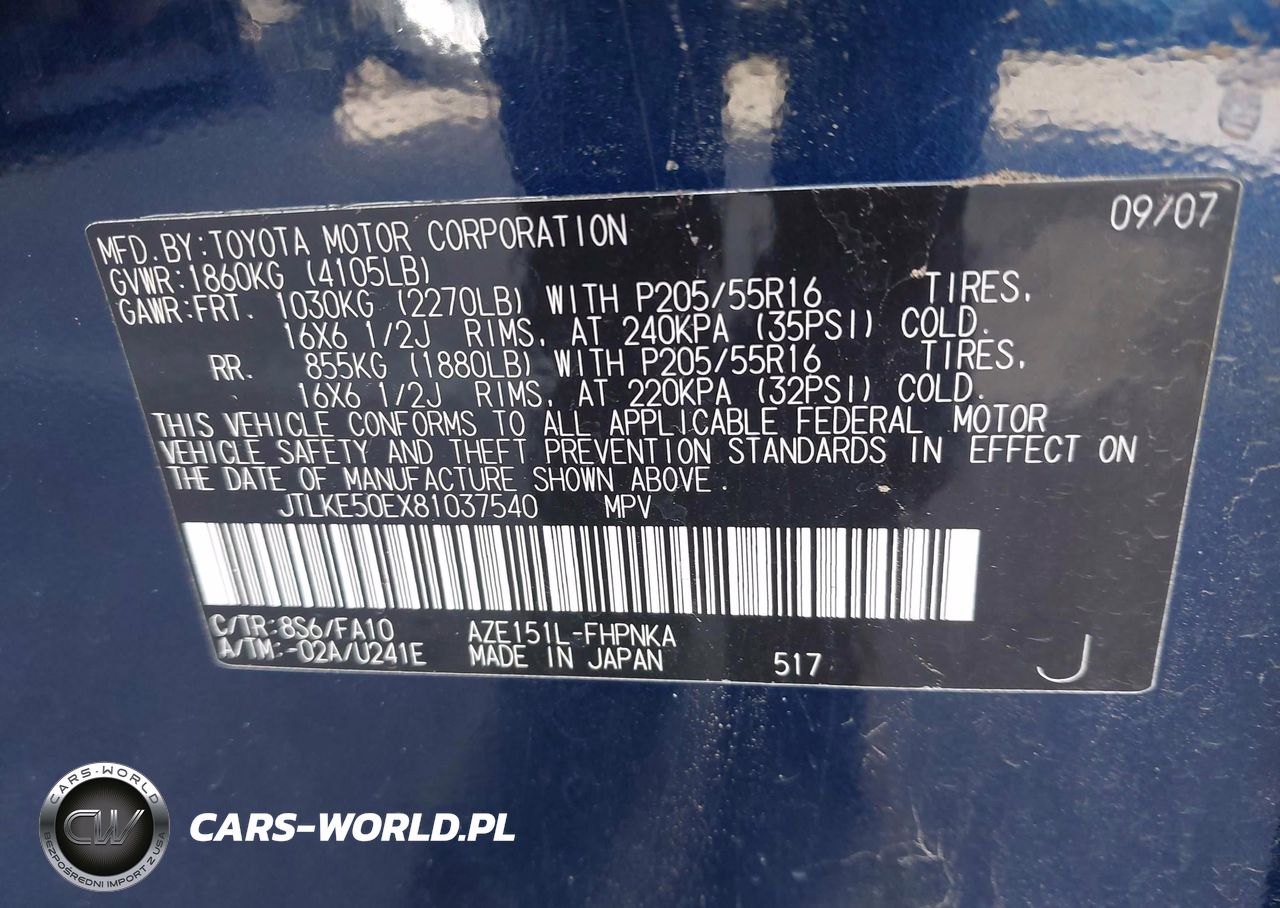 09/07
MFD.BY:TOYOTA MOTOR CORPORATION
GVWR:1860KG (4105LB)
GAWR:FRT. 1030KG (2270LB) WITH P205/55R16 TIRES,
16X6 1/2J RIMS, AT 240KPA (35PSI) COLD.
RR. 855KG (1880LB) WITH P205/55R16 TIRES,
16X6 1/2J RIMS, AT 220KPA (32PSI) COLD.
THIS VEHICLE CONFORMS TO ALL APPLICABLE FEDERAL MOTOR
VEHICLE SAFETY AND THEFT PREVENTION STANDARDS IN EFFECT ON
THE DATE OF MANUFACTURE SHOWN ABOVE.
JTLKE50EX81037540 MPV
C/TR:8S6/FA10 AZE151L-FHPNKA
A/TM:-02A/U241E MADE IN JAPAN 517 J
CARS-WORLD
CW
BEZPOŚREDNI IMPORT Z USA
CARS-WORLD.PL